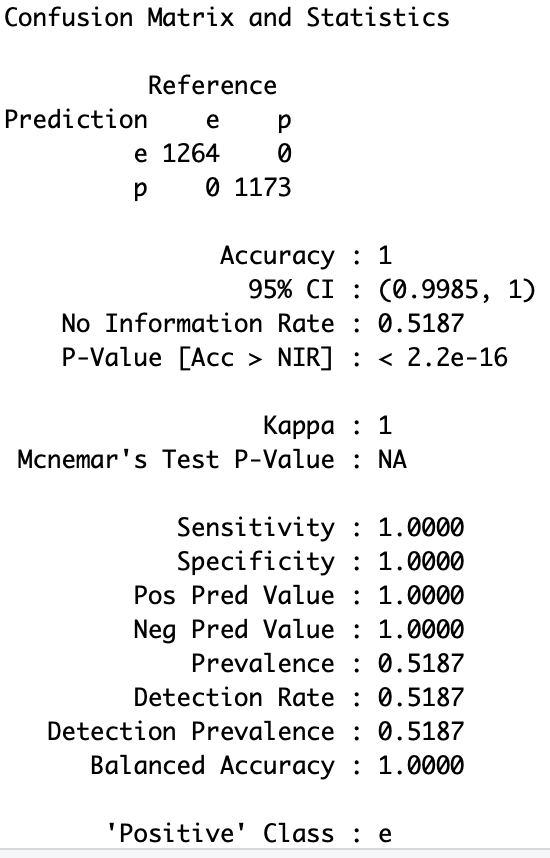 Confusion Matrix and Statistics
Reference
Prediction e p
e 1264 0
p 0 1173
Accuracy : 1
95% CI : (0.9985, 1)
No Information Rate : 0.5187
P-Value [Acc > NIR] : < 2.2e-16
Kappa : 1
Mcnemar's Test P-Value : NA
Sensitivity : 1.0000
Specificity : 1.0000
Pos Pred Value : 1.0000
Neg Pred Value : 1.0000
Prevalence : 0.5187
Detection Rate : 0.5187
Detection Prevalence : 0.5187
Balanced Accuracy : 1.0000
'Positive' Class : e